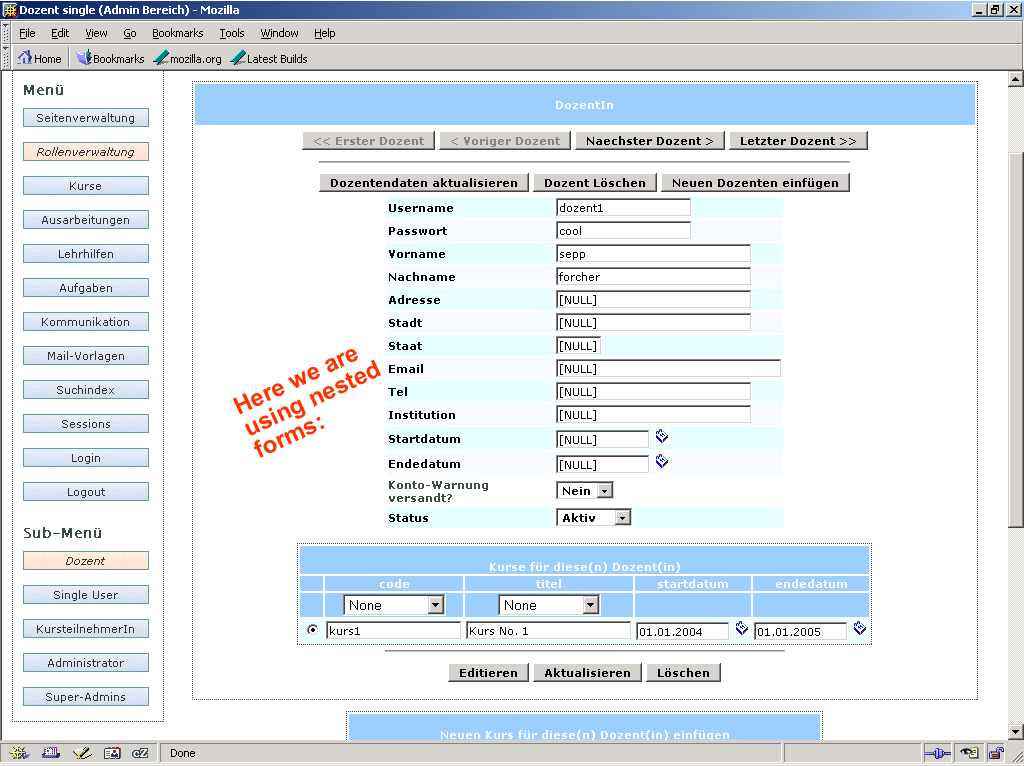 Dozent single (Admin Bereich) - Mozilla
File Edit View Go Bookmarks Tools Window Help
Home Bookmarks mozilla.org Latest Builds
Menü
Seitenverwaltung
Rollenverwaltung
Kurse
Ausarbeitungen
Lehrhilfen
Aufgaben
Kommunikation
Mail-Vorlagen
Suchindex
Sessions
Login
Logout
Sub-Menü
Dozent
Single User
KursteilnehmerIn
Administrator
Super-Admins
DozentIn
<< Erster Dozent < Voriger Dozent Naechster Dozent > Letzter Dozent >>
Dozentendaten aktualisieren Dozent Löschen Neuen Dozenten einfügen
Username dozent1
Passwort cool
Vorname sepp
Nachname forcher
Adresse [NULL]
Stadt [NULL]
Staat [NULL]
Email [NULL]
Tel [NULL]
Institution [NULL]
Startdatum [NULL]
Endedatum [NULL]
Konto-Warnung
versandt? Nein
Status Aktiv
Here we are
using nested
forms:
Kurse für diese(n) Dozent(in)
code titel startdatum endedatum
None None
kurs1 Kurs No. 1 01.01.2004 01.01.2005
Editieren Aktualisieren Löschen
Neuen Kurs für diese(n) Dozent(in) einfügen
cZ Done